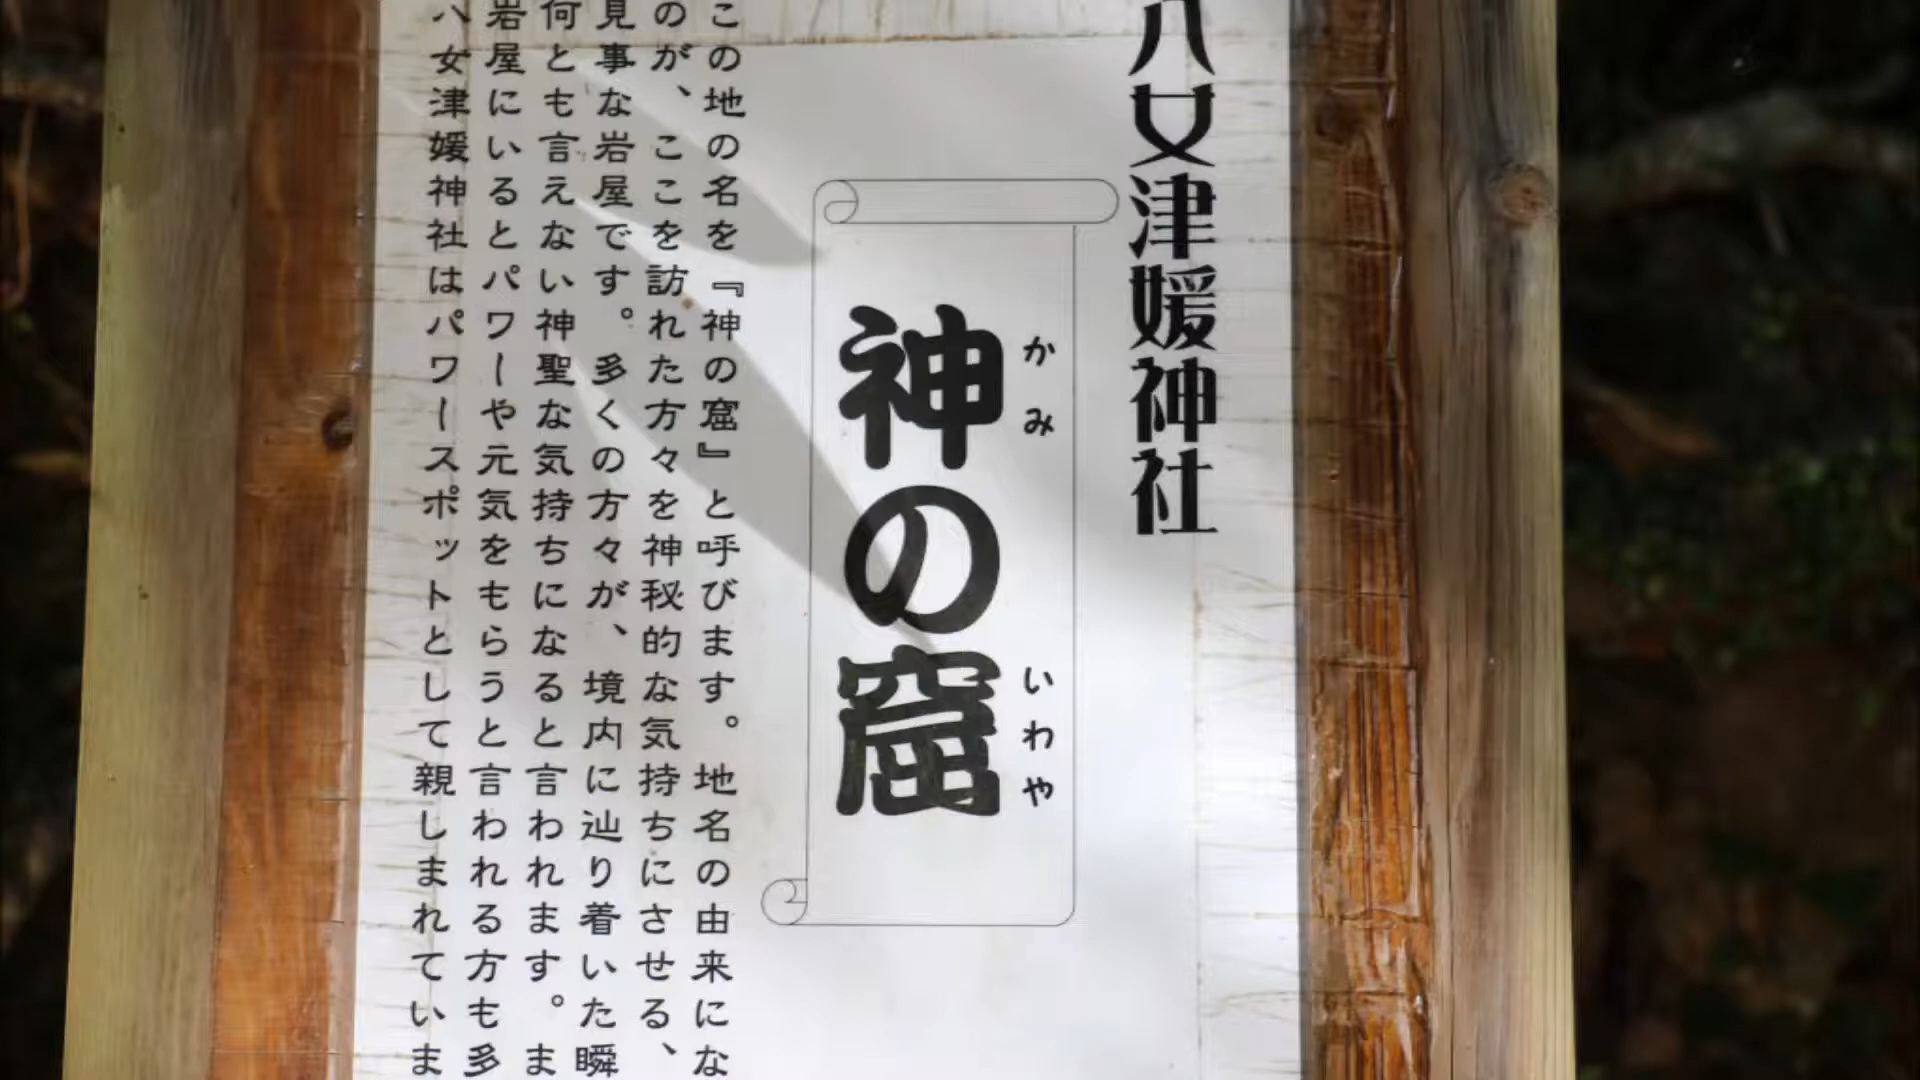 八女津媛神社
神の窟
かみ
いわや
この地の名を『神の窟』と呼びます。地名の由来にな
のが、ここを訪れた方々を神秘的な気持ちにさせる、
見事な岩屋です。多くの方々が、境内に辿り着いた瞬
何とも言えない神聖な気持ちになると言われます。ま
岩屋にいるとパワーや元気をもらうと言われる方も多
八女津媛神社はパワースポットとして親しまれていま